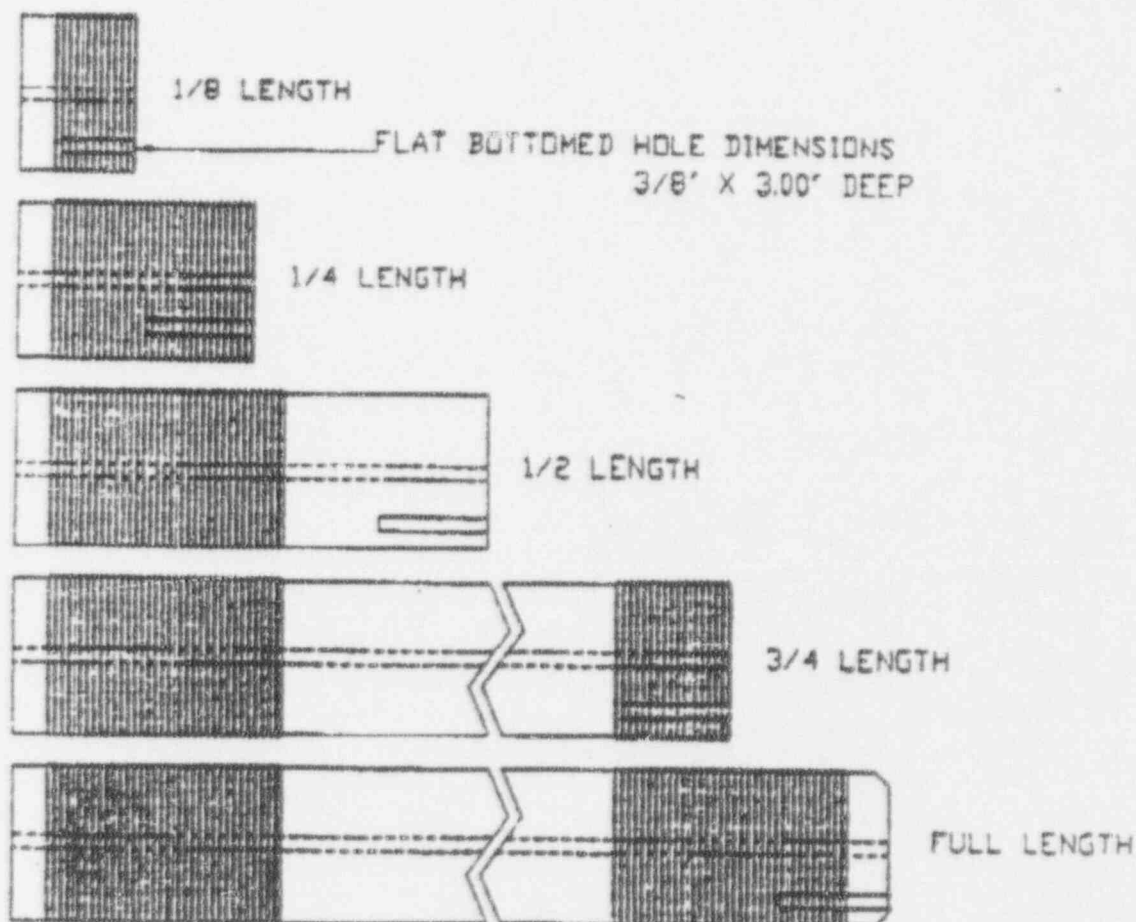 1/8 LENGTH
FLAT BOTTOMED HOLE DIMENSIONS
3/8" X 3.00" DEEP
1/4 LENGTH
1/2 LENGTH
3/4 LENGTH
FULL LENGTH